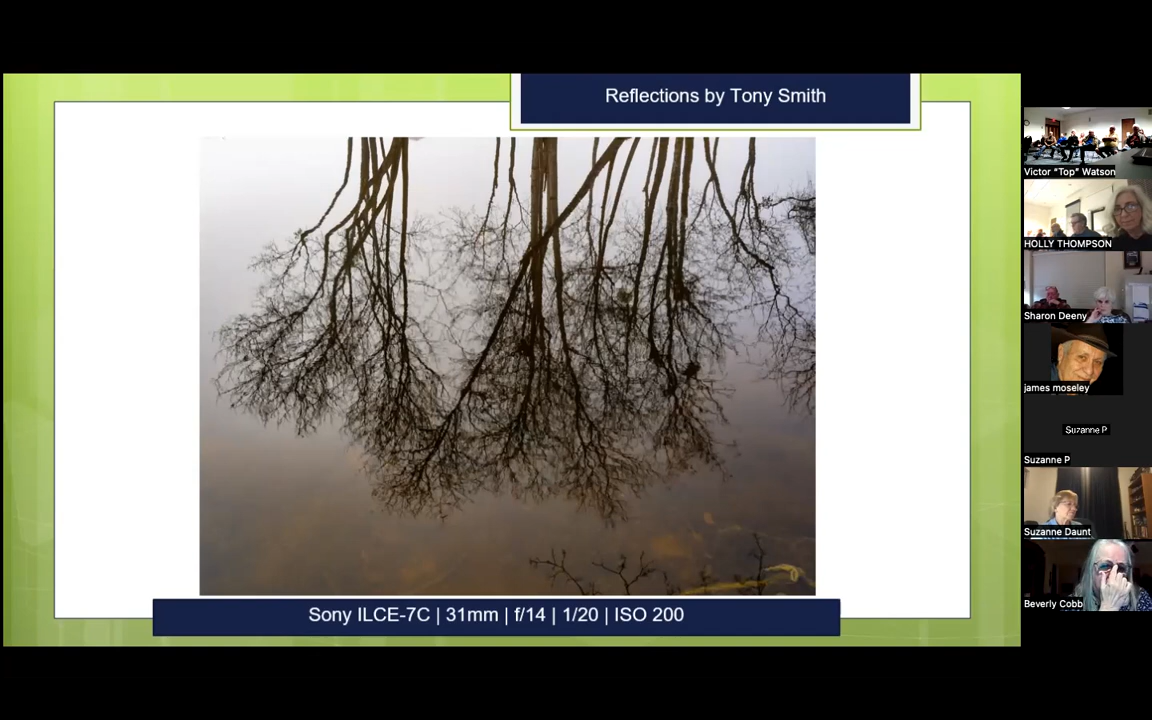 Reflections by Tony Smith
Sony ILCE-7C | 31mm | f/14 | 1/20 | ISO 200
Victor "Top" Watson
HOLLY THOMPSON
Sharon Deeny
james moseley
Suzanne P
Suzanne P
Suzanne Daunt
Beverly Cobb